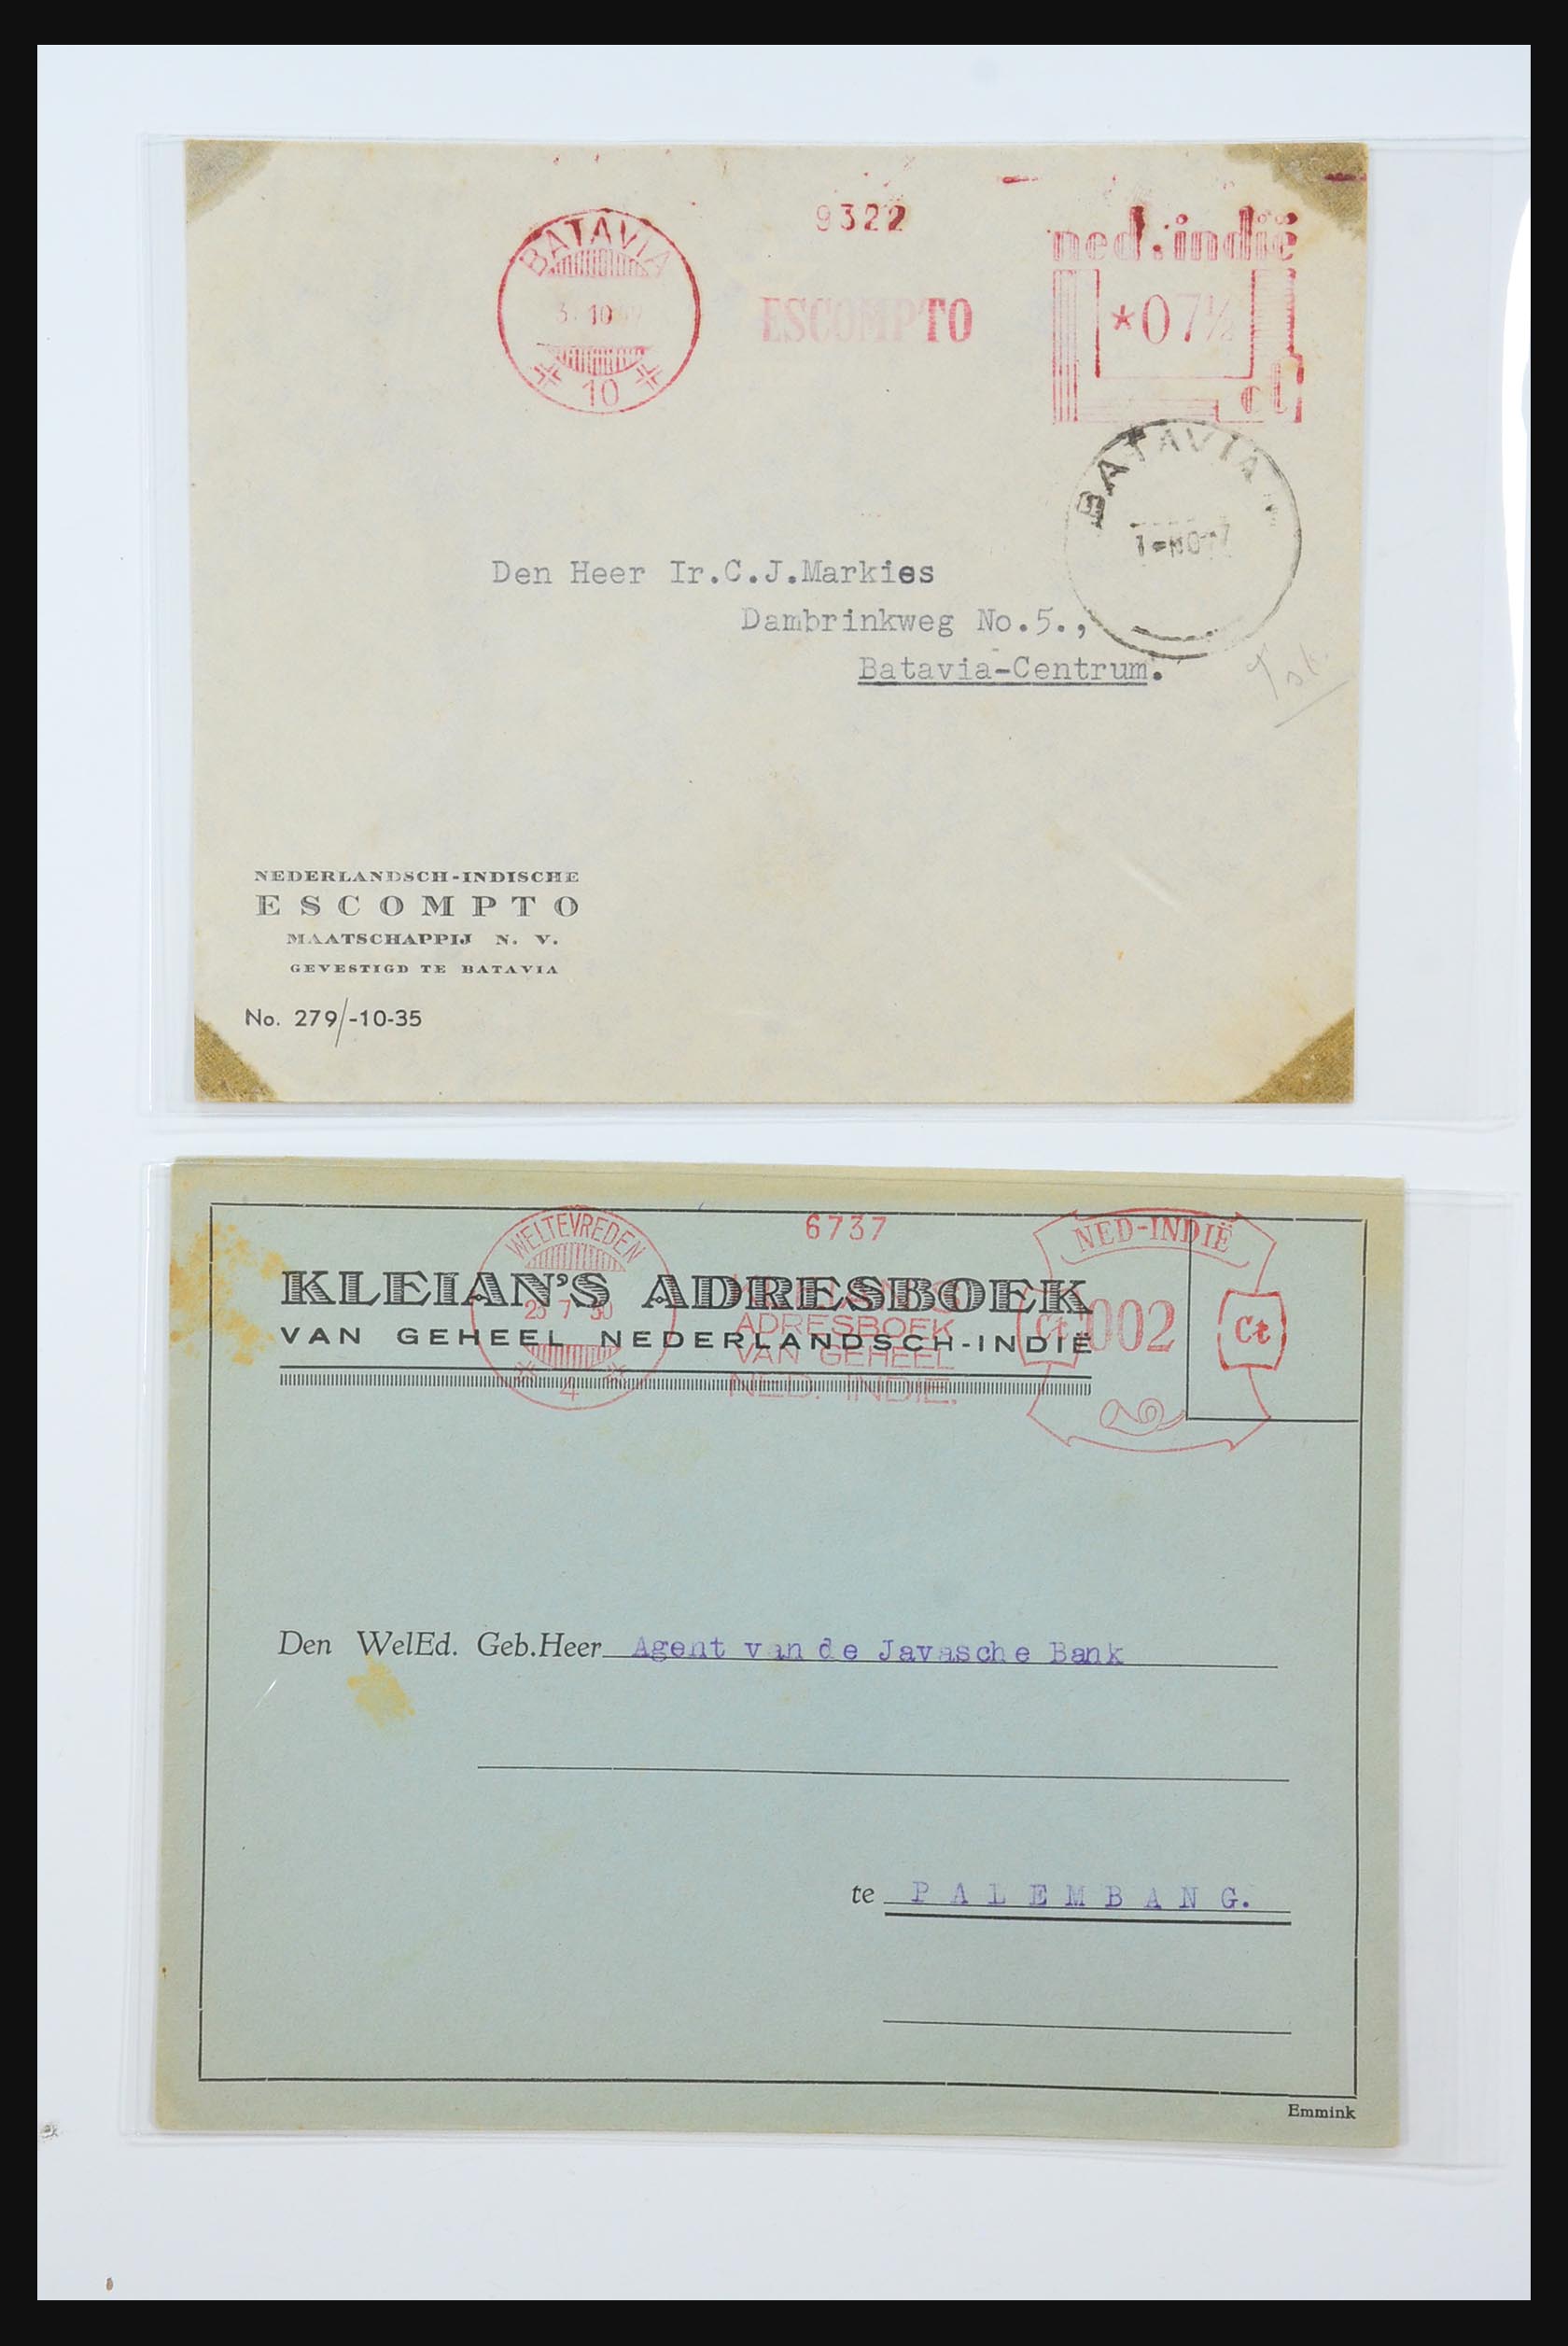 9322
BATAVIA
ned.indië
ESCOMPTO
*07½
10
ct
BATAVIA
Den Heer Ir.C.J.Markies
Dambrinkweg No.5.,
Batavia-Centrum.
NEDERLANDSCH-INDISCHE
ESCOMPTO
MAATSCHAPPIJ N. V.
GEVESTIGD TE BATAVIA
No. 279/-10-35
WELTEVREDEN
6737
NED-INDIË
KLEIAN'S ADRESBOEK
VAN GEHEEL NEDERLANDSCH-INDIË
ADRESBOEK
VAN GEHEEL
NED. INDIE.
Ct 002 Ct
4
Den WelEd. Geb.Heer Agent van de Javasche Bank
te PALEMBANG.
Emmink